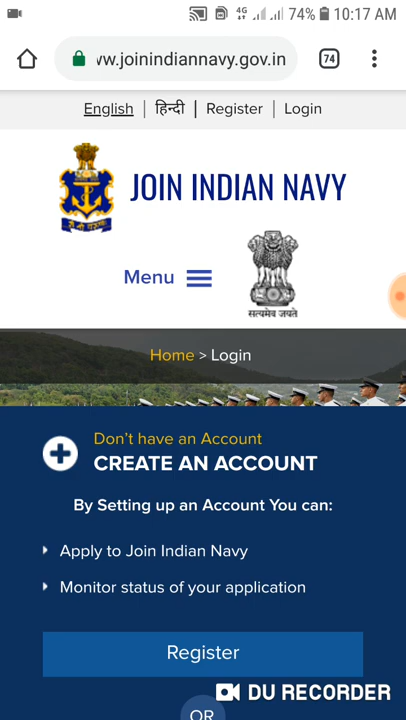 4G 74% 10:17 AM
vw.joinindiannavy.gov.in 74
English | हिन्दी | Register | Login
JOIN INDIAN NAVY
Menu
सत्यमेव जयते
Home > Login
Don't have an Account
CREATE AN ACCOUNT
By Setting up an Account You can:
Apply to Join Indian Navy
Monitor status of your application
Register
DU RECORDER
OR